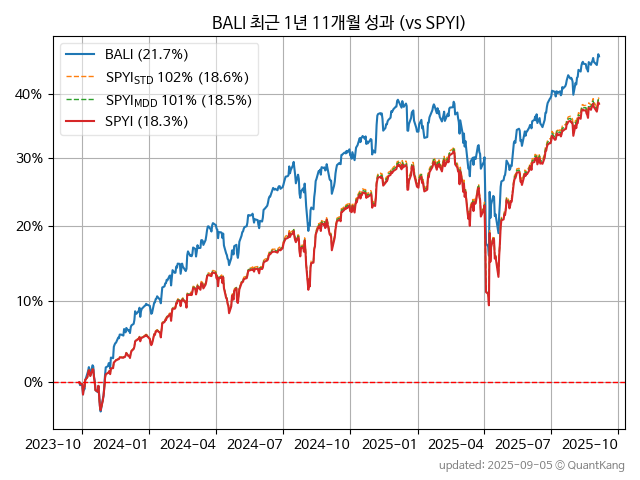 BALI 최근 1년 11개월 성과 (vs SPYI)
BALI (21.7%)
SPYI_STD 102% (18.6%)
SPYI_MDD 101% (18.5%)
SPYI (18.3%)
40%
30%
20%
10%
0%
2023-10 2024-01 2024-04 2024-07 2024-10 2025-01 2025-04 2025-07 2025-10
updated: 2025-09-05 © QuantKang